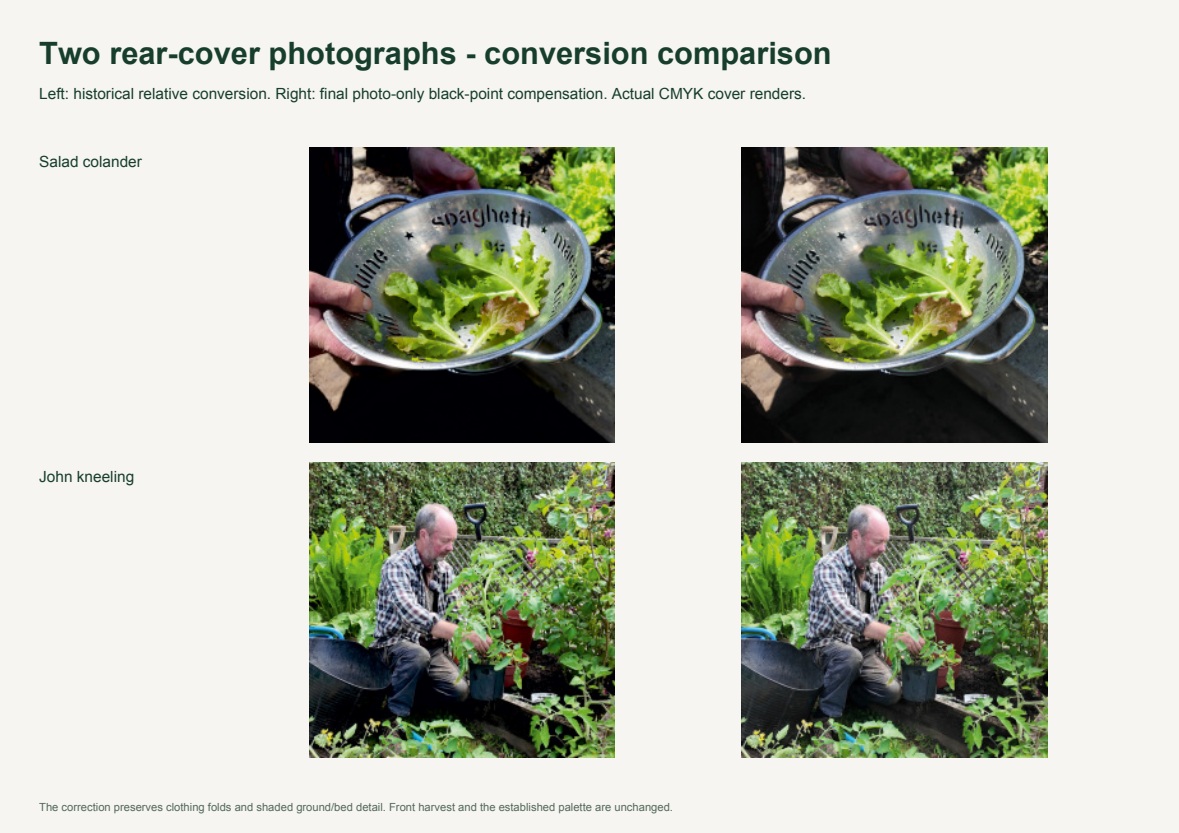 Two rear-cover photographs - conversion comparison
Left: historical relative conversion. Right: final photo-only black-point compensation. Actual CMYK cover renders.
Salad colander
spaghetti
spaghetti
John kneeling
The correction preserves clothing folds and shaded ground/bed detail. Front harvest and the established palette are unchanged.